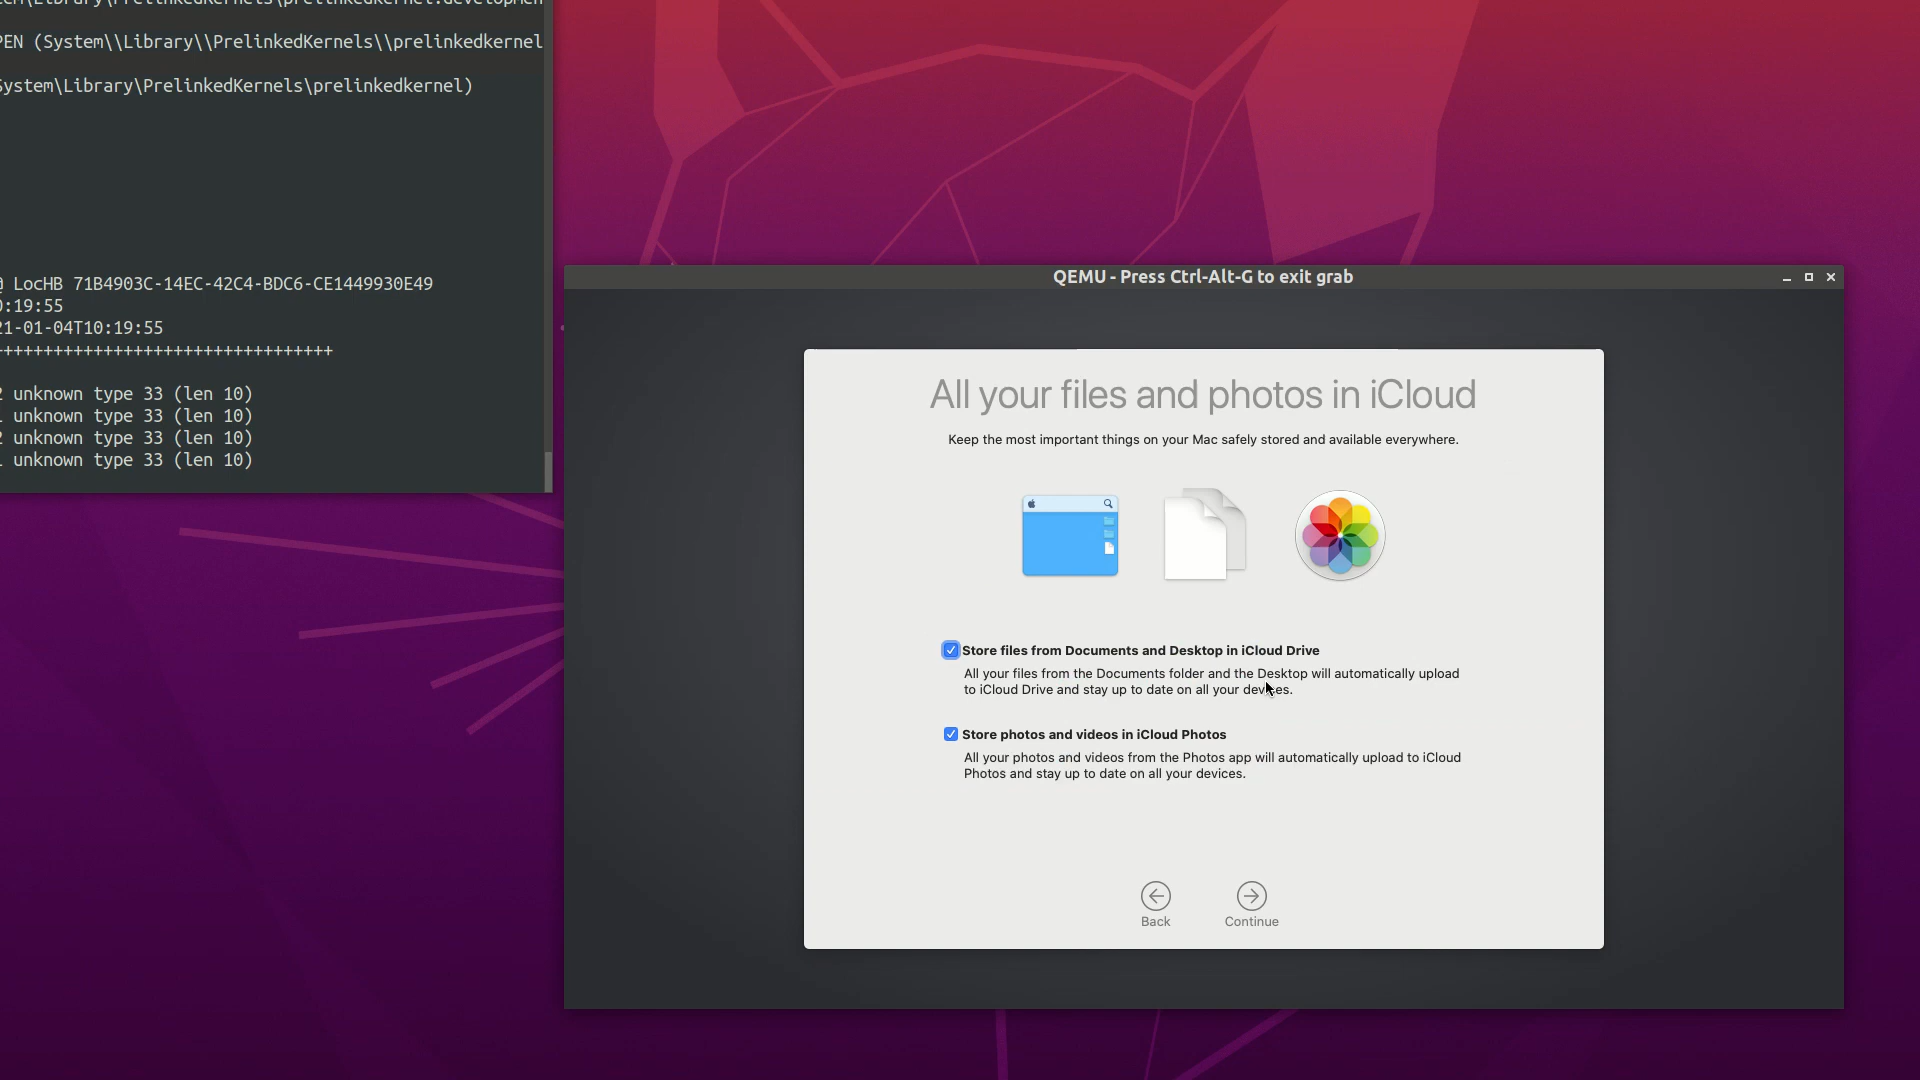 PrelinkedKernels
PEN (System\\Library\\PrelinkedKernels\\prelinkedkernel
System\Library\PrelinkedKernels\prelinkedkernel)
LocHB 71B4903C-14EC-42C4-BDC6-CE1449930E49
:19:55
21-01-04T10:19:55
+++++++++++++++++++++++++++++++++
2 unknown type 33 (len 10)
unknown type 33 (len 10)
2 unknown type 33 (len 10)
unknown type 33 (len 10)
QEMU - Press Ctrl-Alt-G to exit grab
All your files and photos in iCloud
Keep the most important things on your Mac safely stored and available everywhere.
Store files from Documents and Desktop in iCloud Drive
All your files from the Documents folder and the Desktop will automatically upload
to iCloud Drive and stay up to date on all your devices.
Store photos and videos in iCloud Photos
All your photos and videos from the Photos app will automatically upload to iCloud
Photos and stay up to date on all your devices.
Back
Continue